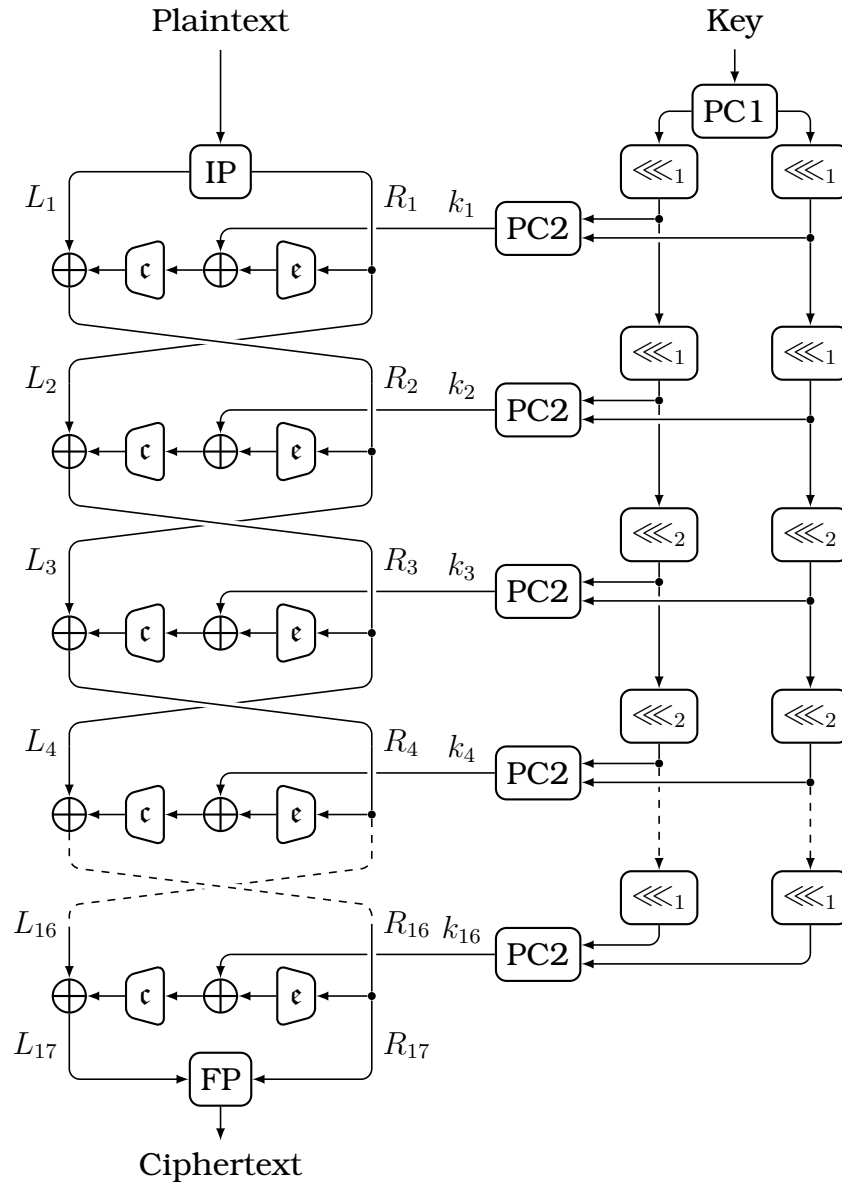 Plaintext Key
PC1
IP ⋘₁ ⋘₁
L₁ R₁ k₁ PC2
𝔠 𝔢
⋘₁ ⋘₁
L₂ R₂ k₂ PC2
𝔠 𝔢
⋘₂ ⋘₂
L₃ R₃ k₃ PC2
𝔠 𝔢
⋘₂ ⋘₂
L₄ R₄ k₄ PC2
𝔠 𝔢
⋘₁ ⋘₁
L₁₆ R₁₆ k₁₆ PC2
𝔠 𝔢
L₁₇ R₁₇
FP
Ciphertext